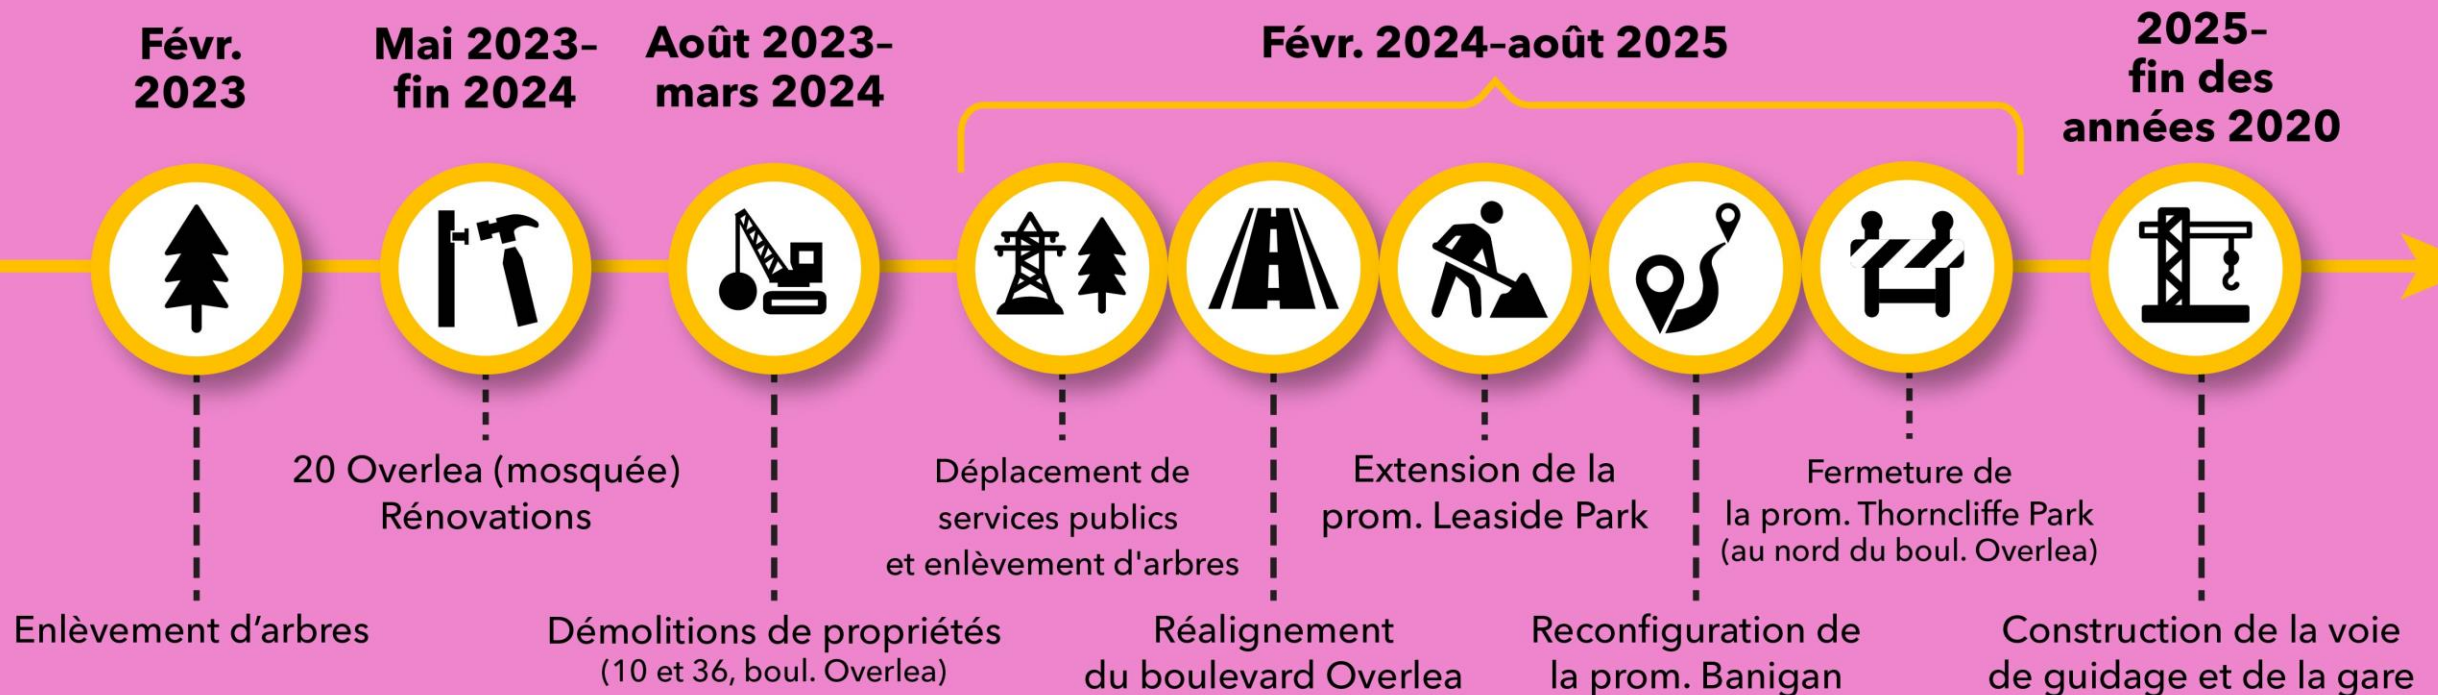 Févr.
2023
Mai 2023–
fin 2024
Août 2023–
mars 2024
Févr. 2024–août 2025
2025–
fin des
années 2020
Enlèvement d’arbres
20 Overlea (mosquée)
Rénovations
Démolitions de propriétés
(10 et 36, boul. Overlea)
Déplacement de
services publics
et enlèvement d'arbres
Réalignement
du boulevard Overlea
Extension de la
prom. Leaside Park
Reconfiguration de
la prom. Banigan
Fermeture de
la prom. Thorncliffe Park
(au nord du boul. Overlea)
Construction de la voie
de guidage et de la gare